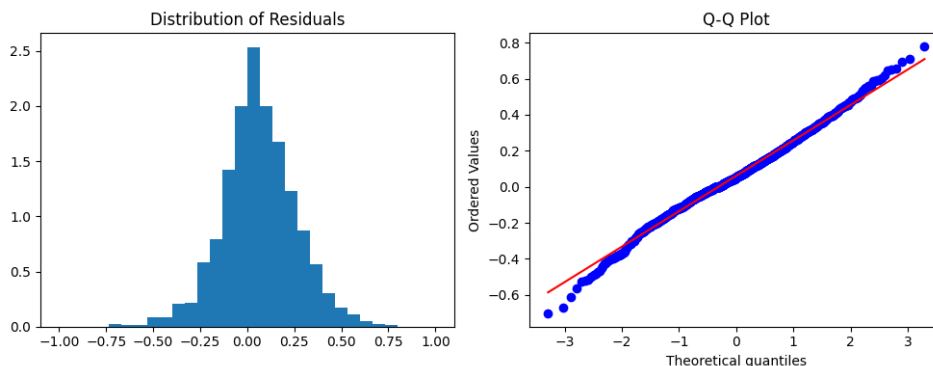 Distribution of Residuals
2.5
2.0
1.5
1.0
0.5
0.0
−1.00 −0.75 −0.50 −0.25 0.00 0.25 0.50 0.75 1.00
Q-Q Plot
Ordered Values
0.8
0.6
0.4
0.2
0.0
−0.2
−0.4
−0.6
−3 −2 −1 0 1 2 3
Theoretical quantiles